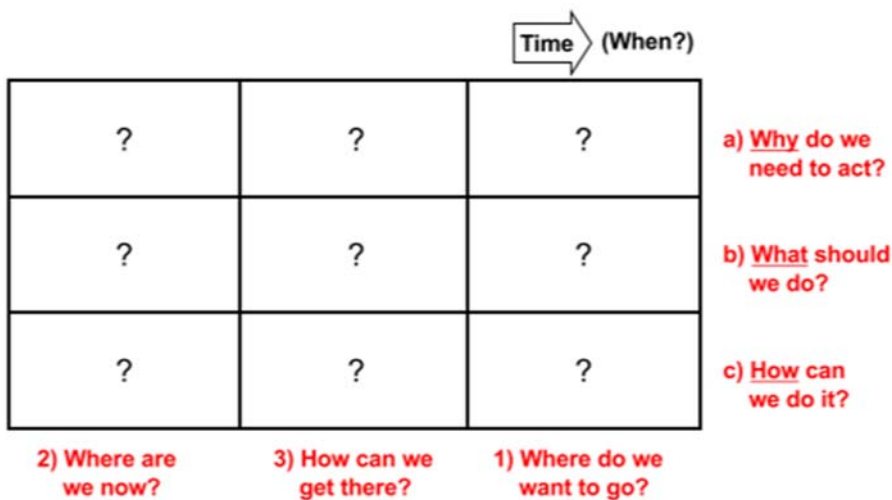 Time (When?)
? ? ?
a) Why do we
need to act?
? ? ?
b) What should
we do?
? ? ?
c) How can
we do it?
2) Where are
we now?
3) How can we
get there?
1) Where do we
want to go?